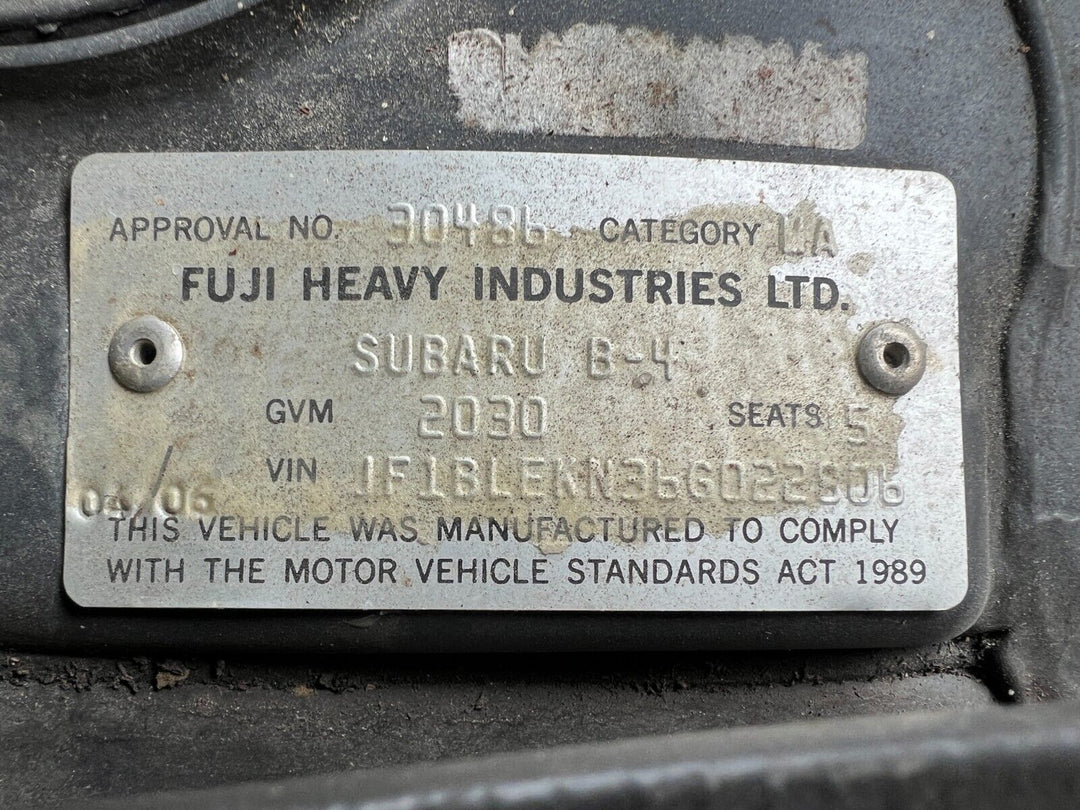 APPROVAL NO. 30486 CATEGORY MA
FUJI HEAVY INDUSTRIES LTD.
SUBARU B-4
GVM 2030 SEATS 5
VIN
04/06
THIS VEHICLE WAS MANUFACTURED TO COMPLY
WITH THE MOTOR VEHICLE STANDARDS ACT 1989